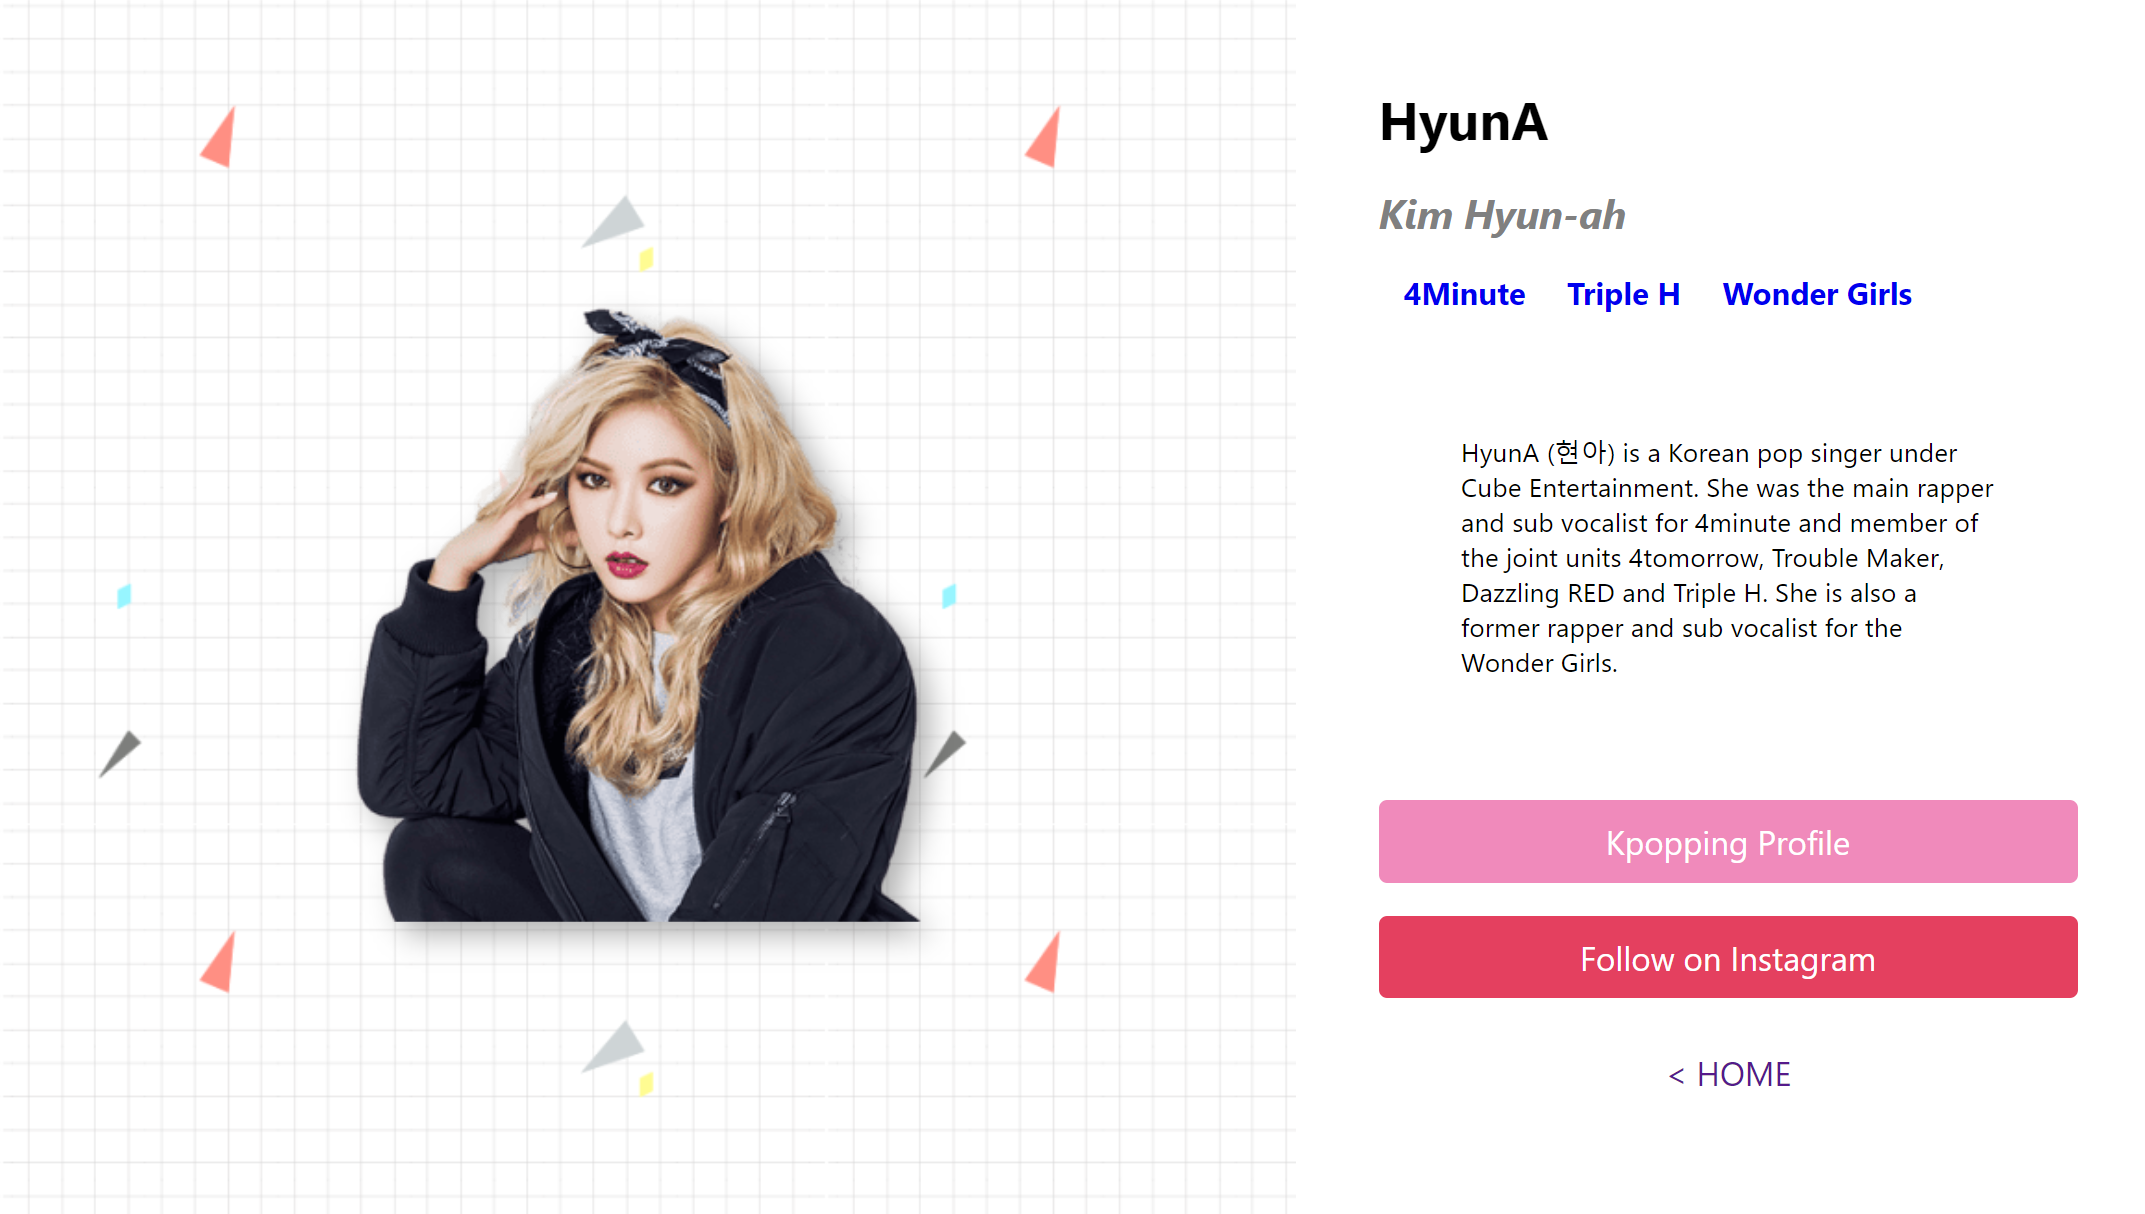 HyunA
Kim Hyun-ah
4Minute Triple H Wonder Girls
HyunA (현아) is a Korean pop singer under
Cube Entertainment. She was the main rapper
and sub vocalist for 4minute and member of
the joint units 4tomorrow, Trouble Maker,
Dazzling RED and Triple H. She is also a
former rapper and sub vocalist for the
Wonder Girls.
Kpopping Profile
Follow on Instagram
< HOME